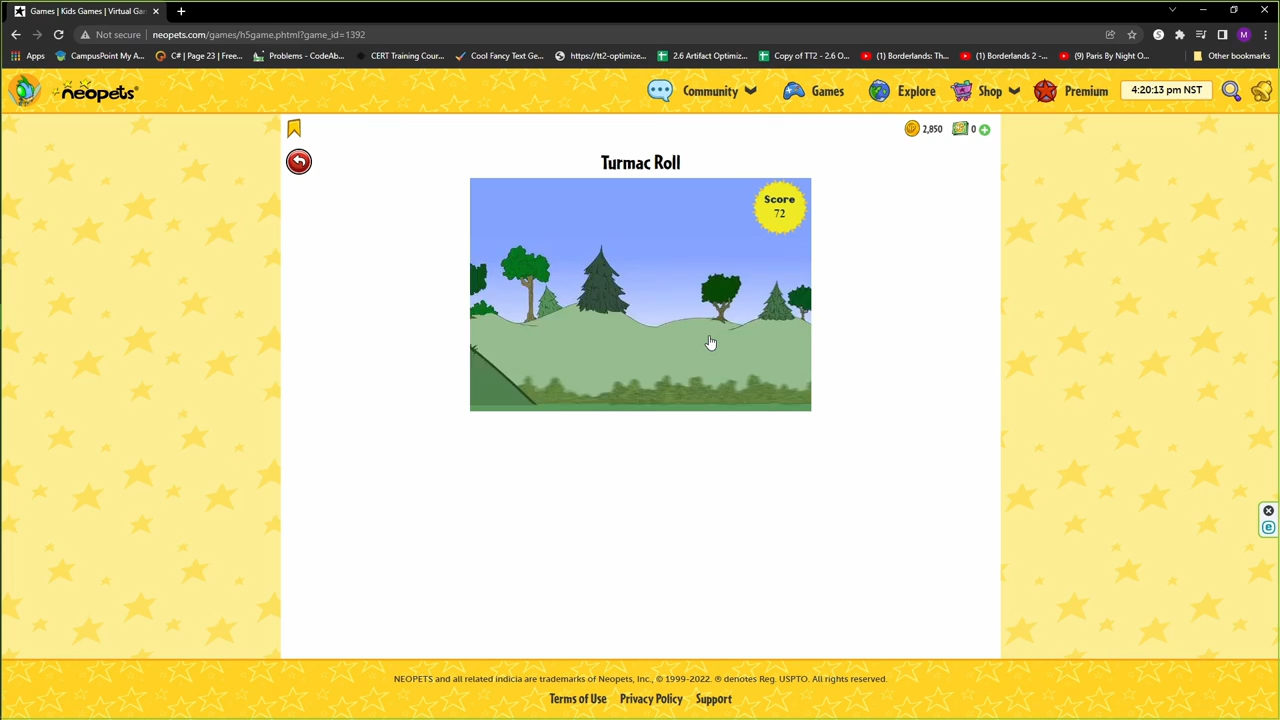 Games | Kids Games | Virtual Gar
Not secure | neopets.com/games/h5game.phtml?game_id=1392
M
Apps CampusPoint My A... C# | Page 23 | Free... Problems - CodeAb... CERT Training Cour... Cool Fancy Text Ge... https://tt2-optimize... 2.6 Artifact Optimiz... Copy of TT2 - 2.6 O... (1) Borderlands: Th... (1) Borderlands 2 -... (9) Paris By Night O... Other bookmarks
neopets Community Games Explore Shop Premium 4:20:13 pm NST
2,850 0
Turmac Roll
Score
72
NEOPETS and all related indicia are trademarks of Neopets, Inc., © 1999-2022. ® denotes Reg. USPTO. All rights reserved.
Terms of Use Privacy Policy Support